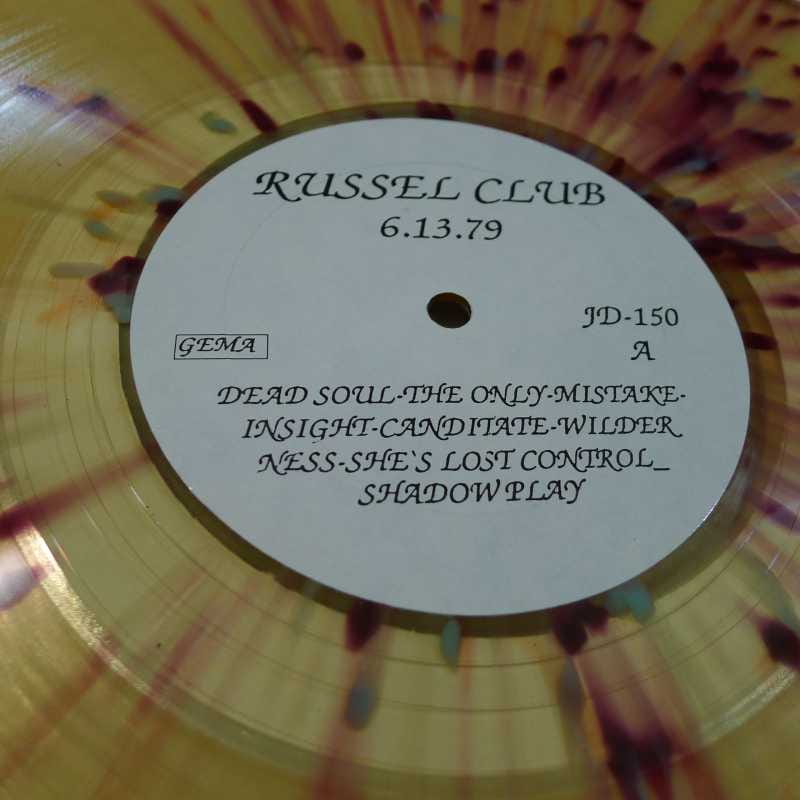 RUSSEL CLUB
6.13.79
JD-150
A
GEMA
DEAD SOUL-THE ONLY-MISTAKE-
INSIGHT-CANDITATE-WILDER
NESS-SHE`S LOST CONTROL_
SHADOW PLAY